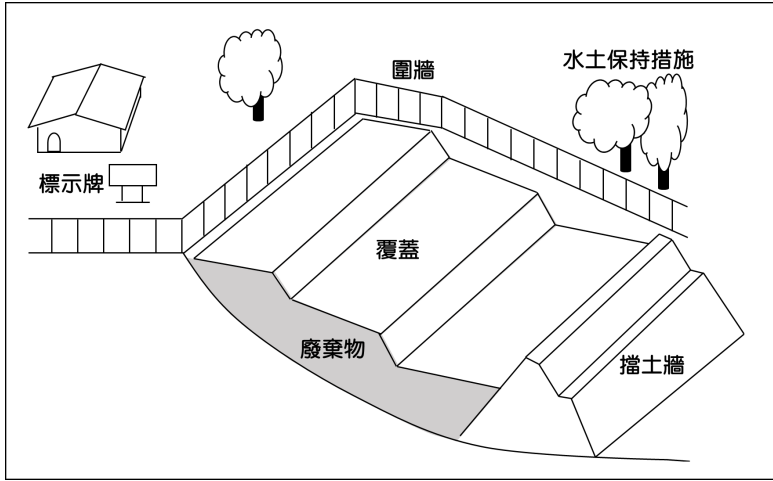 圍牆
水土保持措施
標示牌
覆蓋
廢棄物
擋土牆